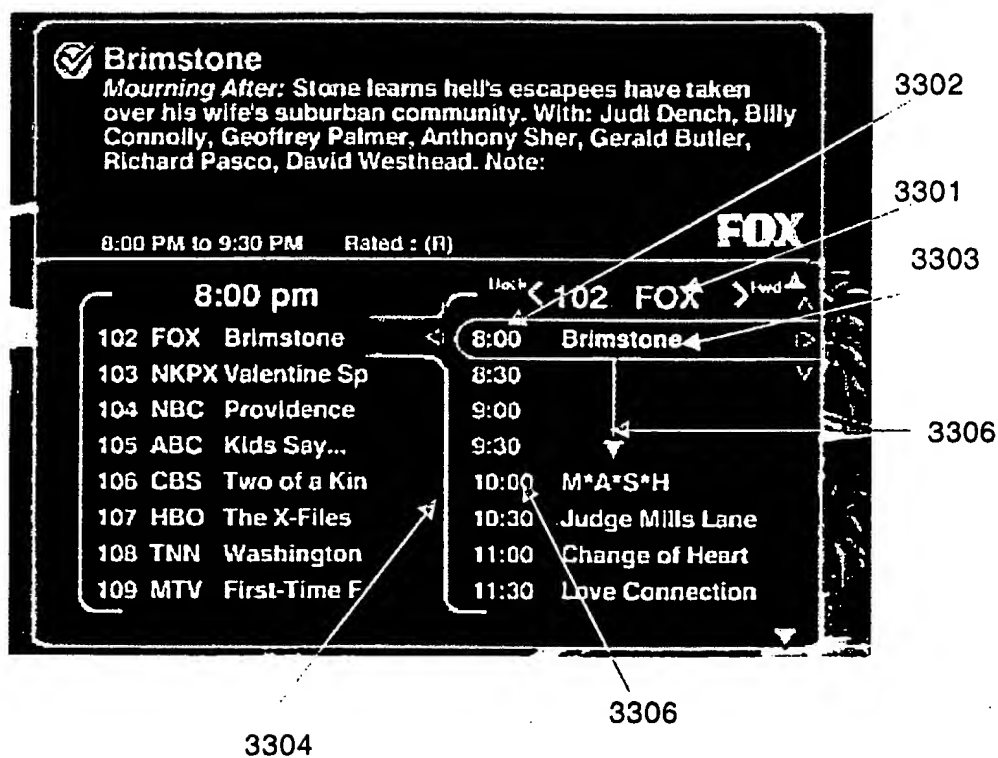 Brimstone
Mourning After: Stone learns hell's escapees have taken
over his wife's suburban community. With: Judi Dench, Billy
Connolly, Geoffrey Palmer, Anthony Sher, Gerald Butler,
Richard Pasco, David Westhead. Note:
8:00 PM to 9:30 PM Rated : (R)
FOX
8:00 pm
102 FOX Brimstone
103 NKPX Valentine Sp
104 NBC Providence
105 ABC Kids Say...
106 CBS Two of a Kin
107 HBO The X-Files
108 TNN Washington
109 MTV First-Time F
Back < 102 FOX > Fwd
8:00 Brimstone
8:30
9:00
9:30
10:00 M*A*S*H
10:30 Judge Mills Lane
11:00 Change of Heart
11:30 Love Connection
3302
3301
3303
3306
3306
3304